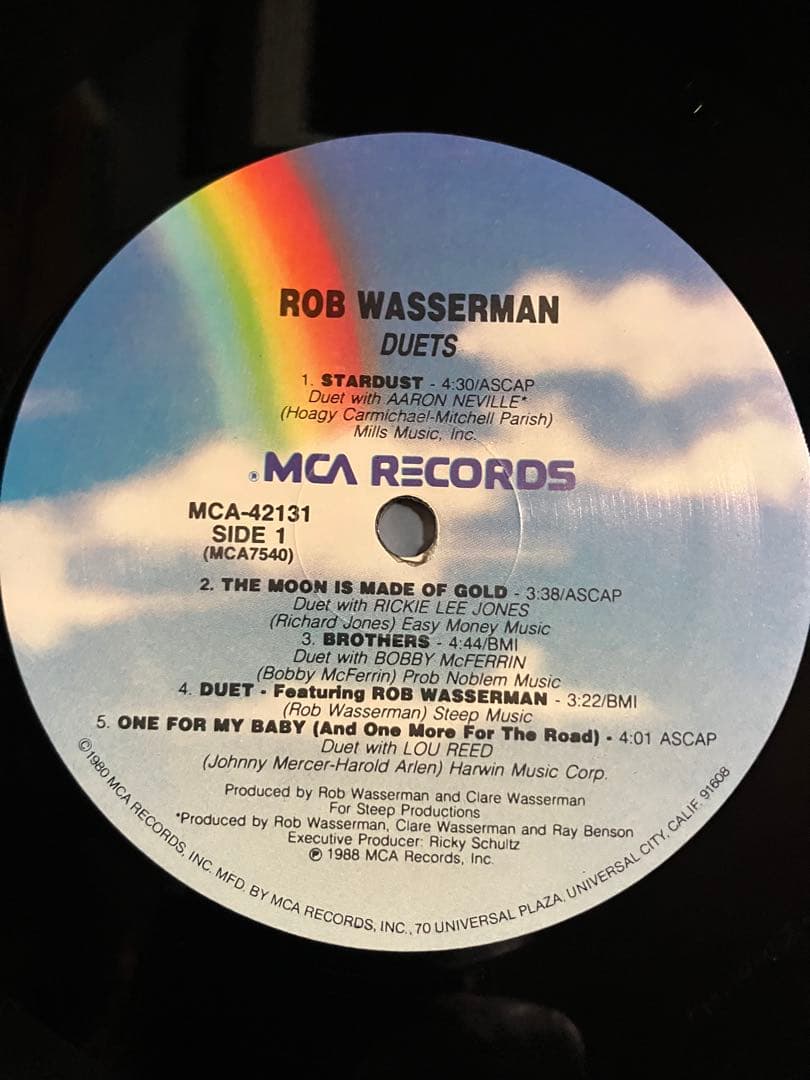 ROB WASSERMAN
DUETS
1. STARDUST - 4:30/ASCAP
Duet with AARON NEVILLE*
(Hoagy Carmichael-Mitchell Parish)
Mills Music, Inc.
® MCA RECORDS
MCA-42131
SIDE 1
(MCA7540)
2. THE MOON IS MADE OF GOLD - 3:38/ASCAP
Duet with RICKIE LEE JONES
(Richard Jones) Easy Money Music
3. BROTHERS - 4:44/BMI
Duet with BOBBY McFERRIN
(Bobby McFerrin) Prob Noblem Music
4. DUET - Featuring ROB WASSERMAN - 3:22/BMI
(Rob Wasserman) Steep Music
5. ONE FOR MY BABY (And One More For The Road) - 4:01 ASCAP
Duet with LOU REED
(Johnny Mercer-Harold Arlen) Harwin Music Corp.
Produced by Rob Wasserman and Clare Wasserman
For Steep Productions
*Produced by Rob Wasserman, Clare Wasserman and Ray Benson
Executive Producer: Ricky Schultz
℗ 1988 MCA Records, Inc.
©1980 MCA RECORDS, INC. MFD. BY MCA RECORDS, INC., 70 UNIVERSAL PLAZA, UNIVERSAL CITY, CALIF. 91608